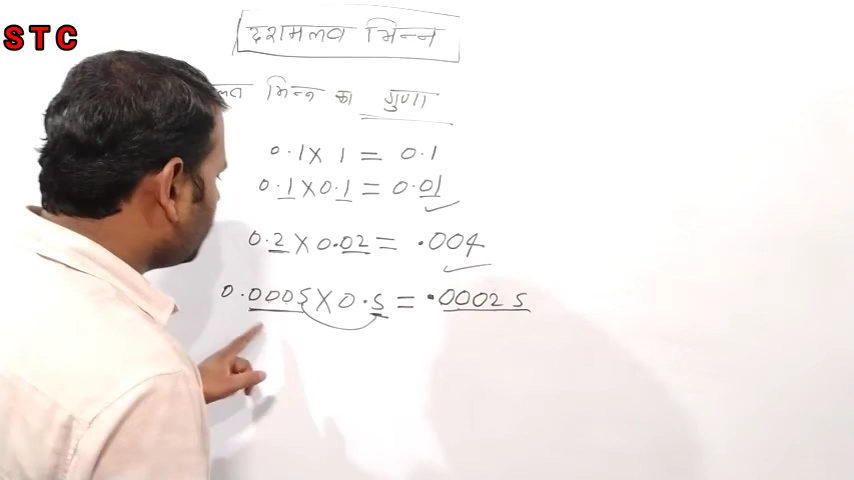 STC
दशमलव भिन्न
भिन्न का गुणा
0.1 X 1 = 0.1
0.1 X 0.1 = 0.01
0.2 X 0.02 = .004
0.0005 X 0.5 = .00025